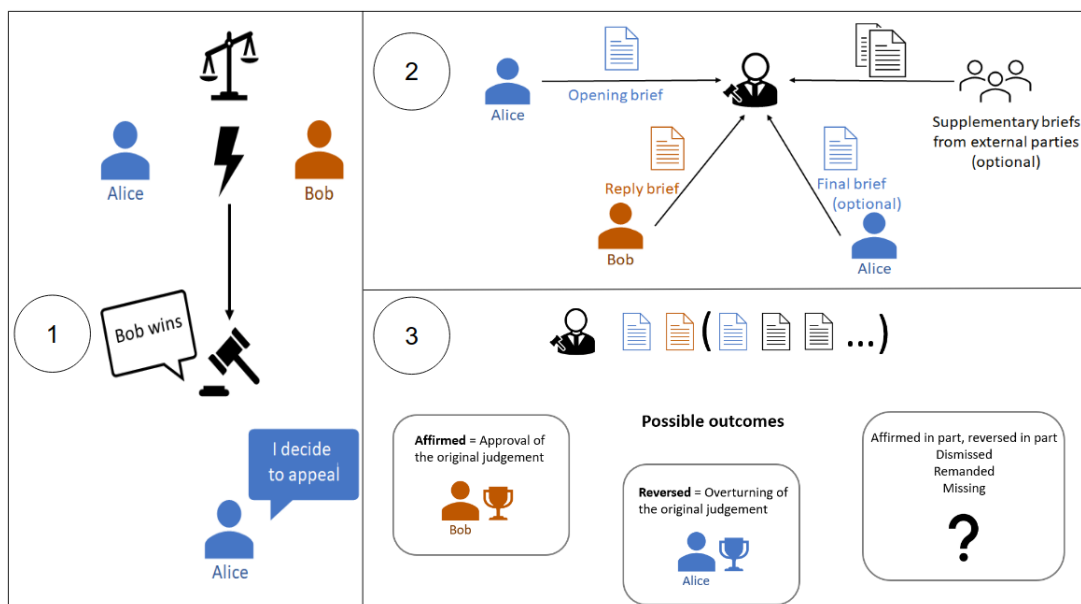 Alice
Bob
1
Bob wins
I decide
to appeal
Alice
2
Alice
Opening brief
Supplementary briefs
from external parties
(optional)
Reply brief
Bob
Final brief
(optional)
Alice
3
( ...)
Possible outcomes
Affirmed = Approval of
the original judgement
Bob
Reversed = Overturning of
the original judgement
Alice
Affirmed in part, reversed in part
Dismissed
Remanded
Missing
?